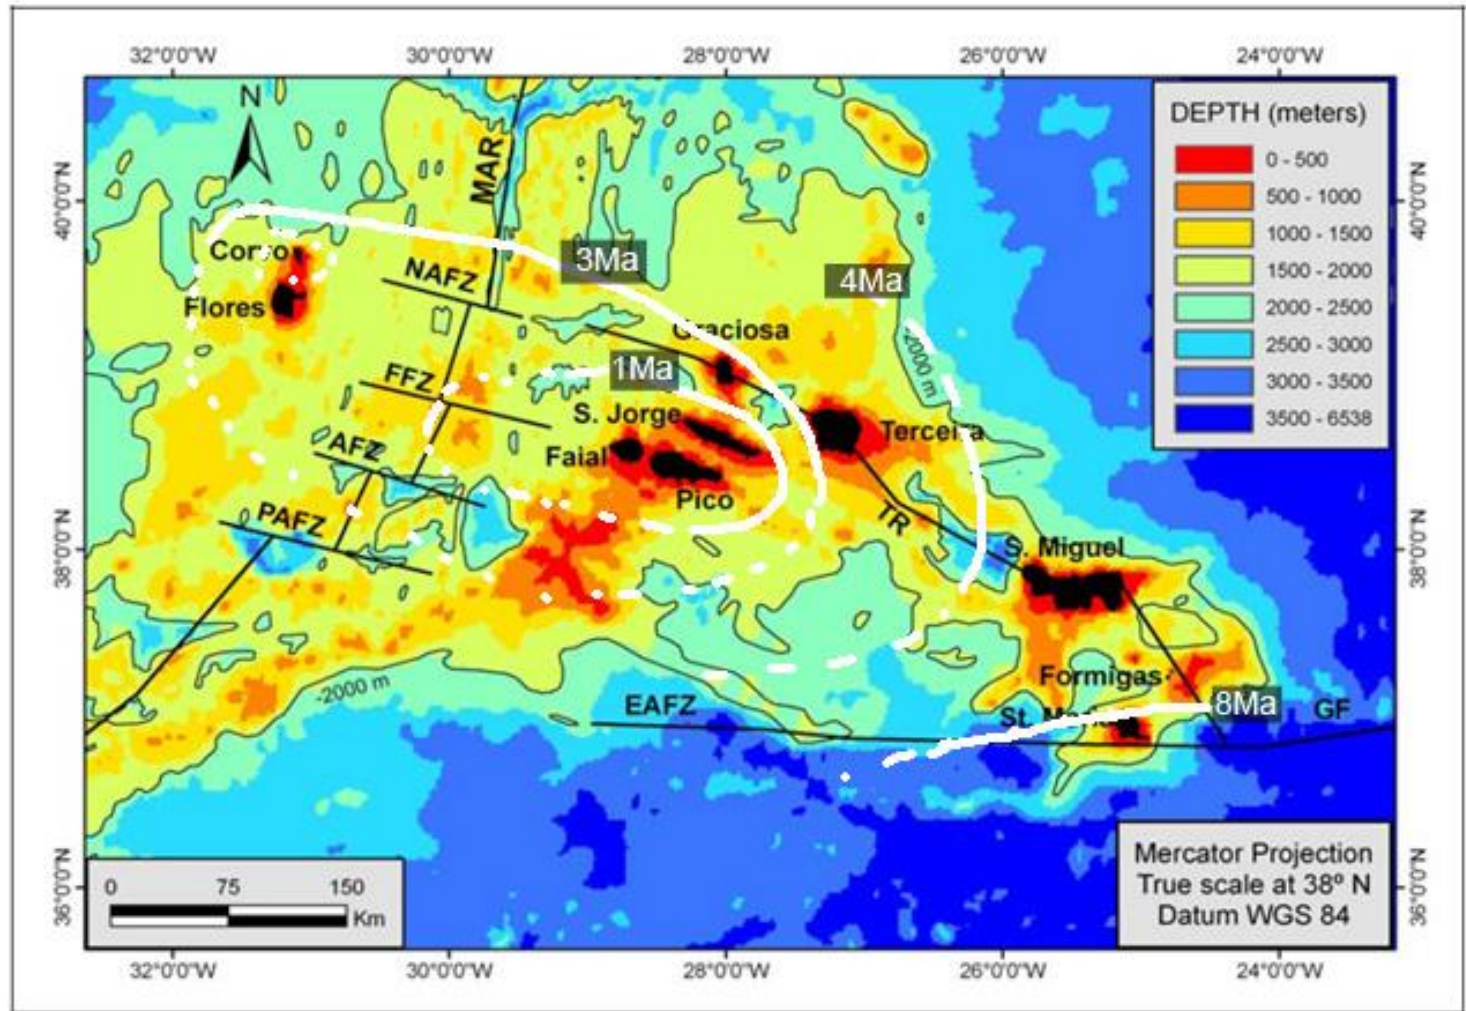 32°0'0"W 30°0'0"W 28°0'0"W 26°0'0"W 24°0'0"W
N
DEPTH (meters)
0 - 500
500 - 1000
1000 - 1500
1500 - 2000
2000 - 2500
2500 - 3000
3000 - 3500
3500 - 6538
40°0'0"N
40°0'0"N
MAR
Corvo
3Ma
NAFZ
4Ma
Flores
Graciosa
-2000 m
1Ma
FFZ
S. Jorge
Terceira
AFZ
Faial
Pico
PAFZ
TR
38°0'0"N
S. Miguel
38°0'0"N
Formigas
-2000 m
EAFZ
St. Maria
8Ma
GF
0 75 150
Km
36°0'0"N
Mercator Projection
True scale at 38º N
Datum WGS 84
36°0'0"N
32°0'0"W 30°0'0"W 28°0'0"W 26°0'0"W 24°0'0"W